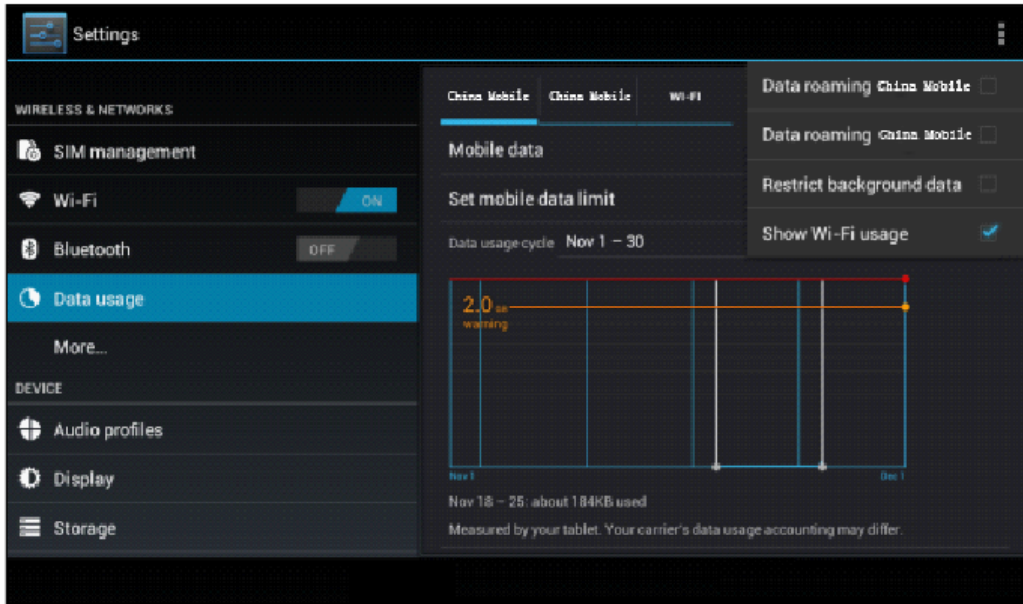 Settings
WIRELESS & NETWORKS
SIM management
Wi-Fi
ON
Bluetooth
OFF
Data usage
More...
DEVICE
Audio profiles
Display
Storage
China Mobile
China Mobile
WI-FI
Mobile data
Set mobile data limit
Data usage cycle Nov 1 – 30
2.0
warning
Nov 1
Dec 1
Nov 18 – 25: about 184KB used
Measured by your tablet. Your carrier's data usage accounting may differ.
Data roaming China Mobile
Data roaming China Mobile
Restrict background data
Show Wi-Fi usage